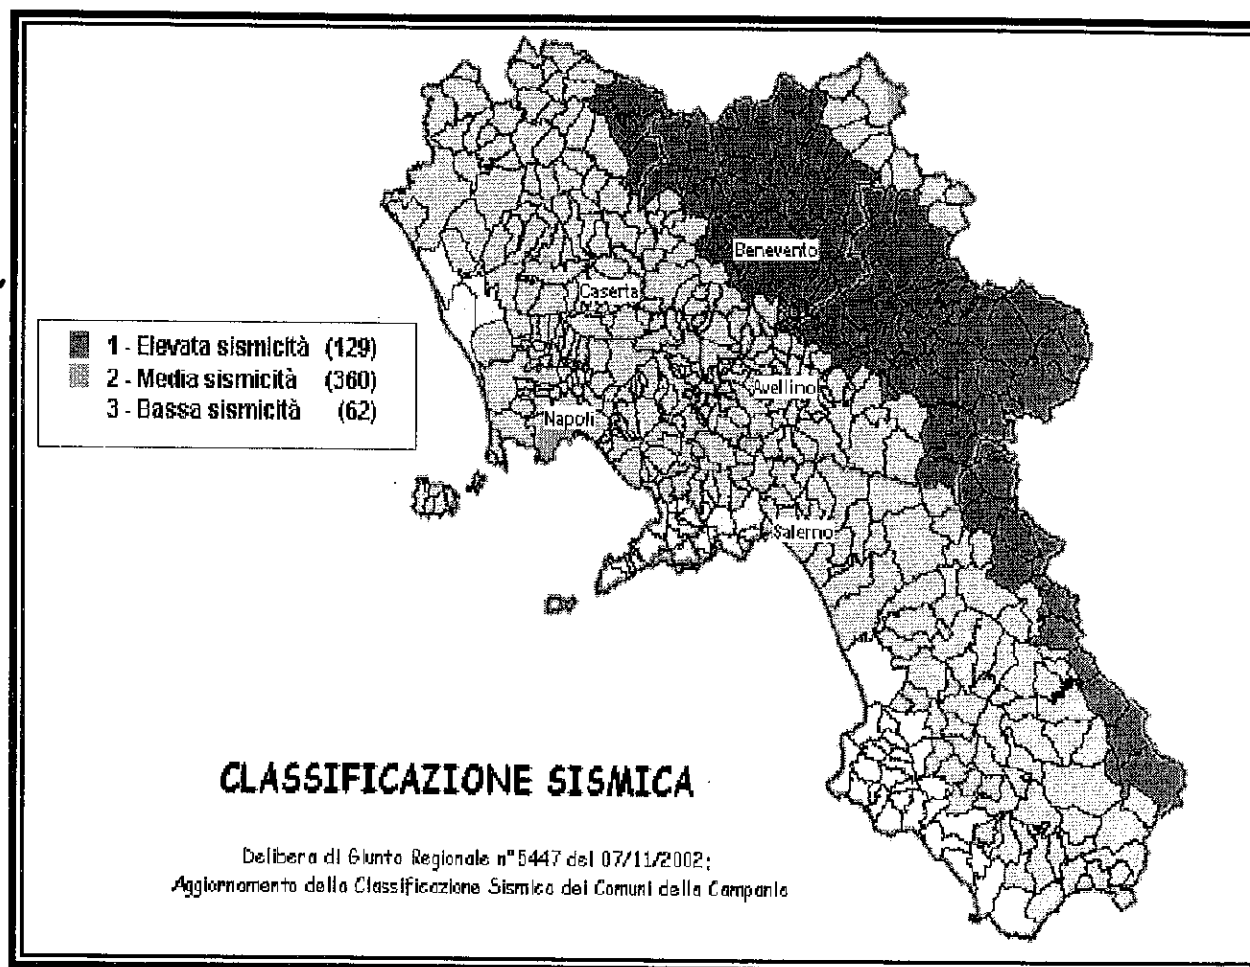 Benevento
Caserta
1 - Elevata sismicità (129)
2 - Media sismicità (360)
3 - Bassa sismicità (62)
Avellino
Napoli
Salerno
CLASSIFICAZIONE SISMICA
Delibera di Giunta Regionale n°5447 del 07/11/2002;
Aggiornamento della Classificazione Sismica dei Comuni della Campania